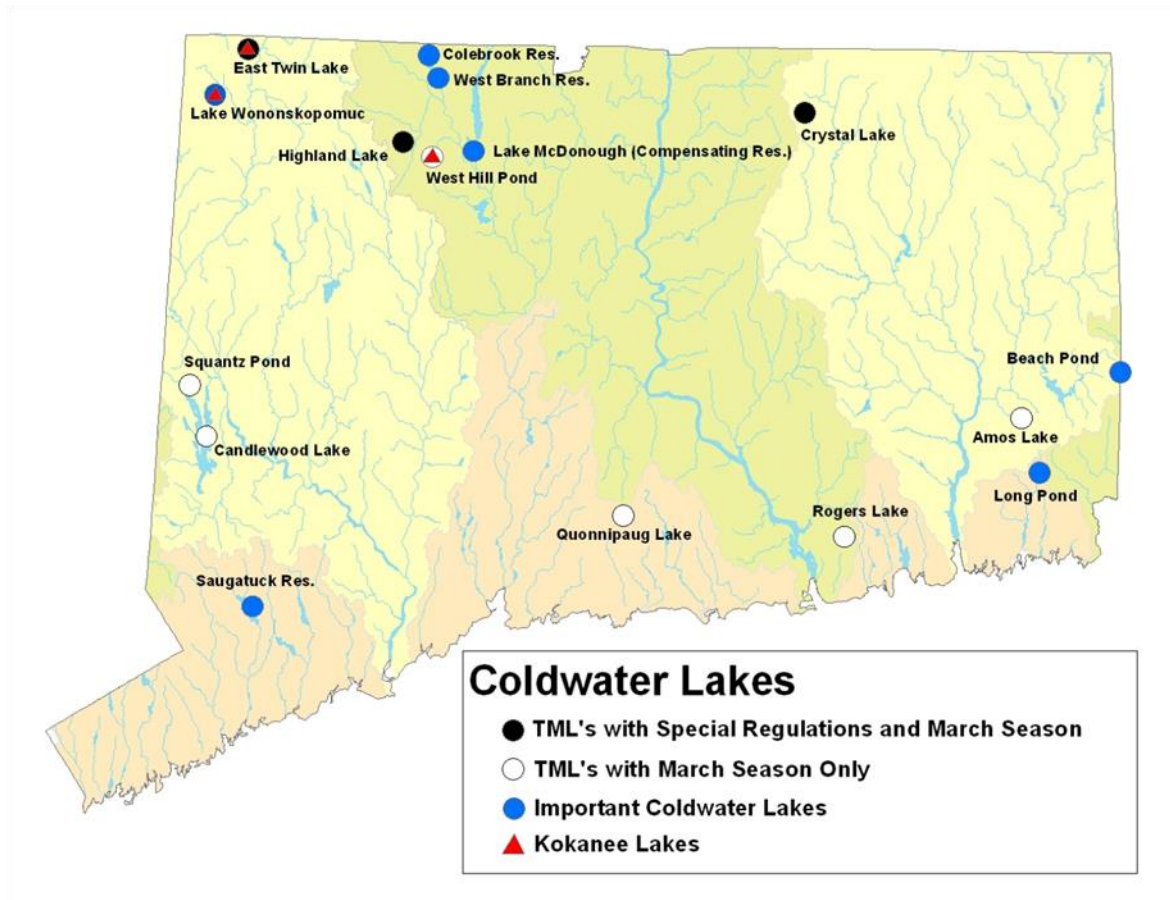 Colebrook Res.
East Twin Lake
West Branch Res.
Lake Wononskopomuc
Crystal Lake
Highland Lake
Lake McDonough (Compensating Res.)
West Hill Pond
Squantz Pond
Beach Pond
Candlewood Lake
Amos Lake
Long Pond
Rogers Lake
Quonnipaug Lake
Saugatuck Res.
Coldwater Lakes
TML's with Special Regulations and March Season
TML's with March Season Only
Important Coldwater Lakes
Kokanee Lakes